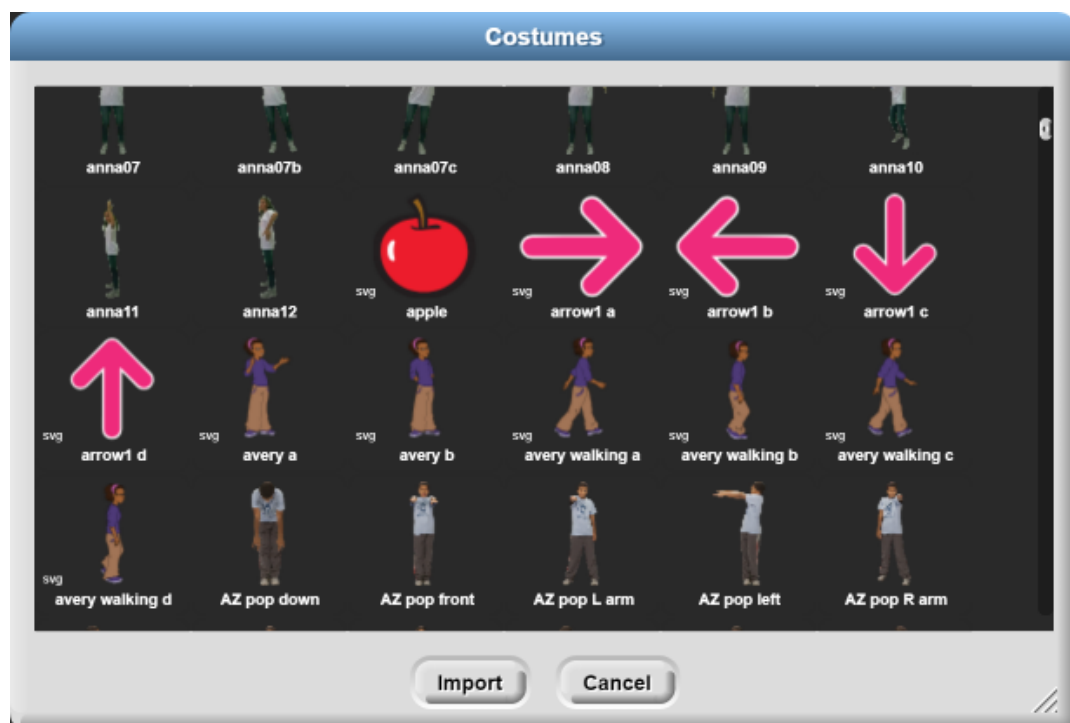 Costumes
anna07 anna07b anna07c anna08 anna09 anna10
svg svg svg svg
anna11 anna12 apple arrow1 a arrow1 b arrow1 c
svg svg svg svg svg svg
arrow1 d avery a avery b avery walking a avery walking b avery walking c
svg
avery walking d AZ pop down AZ pop front AZ pop L arm AZ pop left AZ pop R arm
Import Cancel